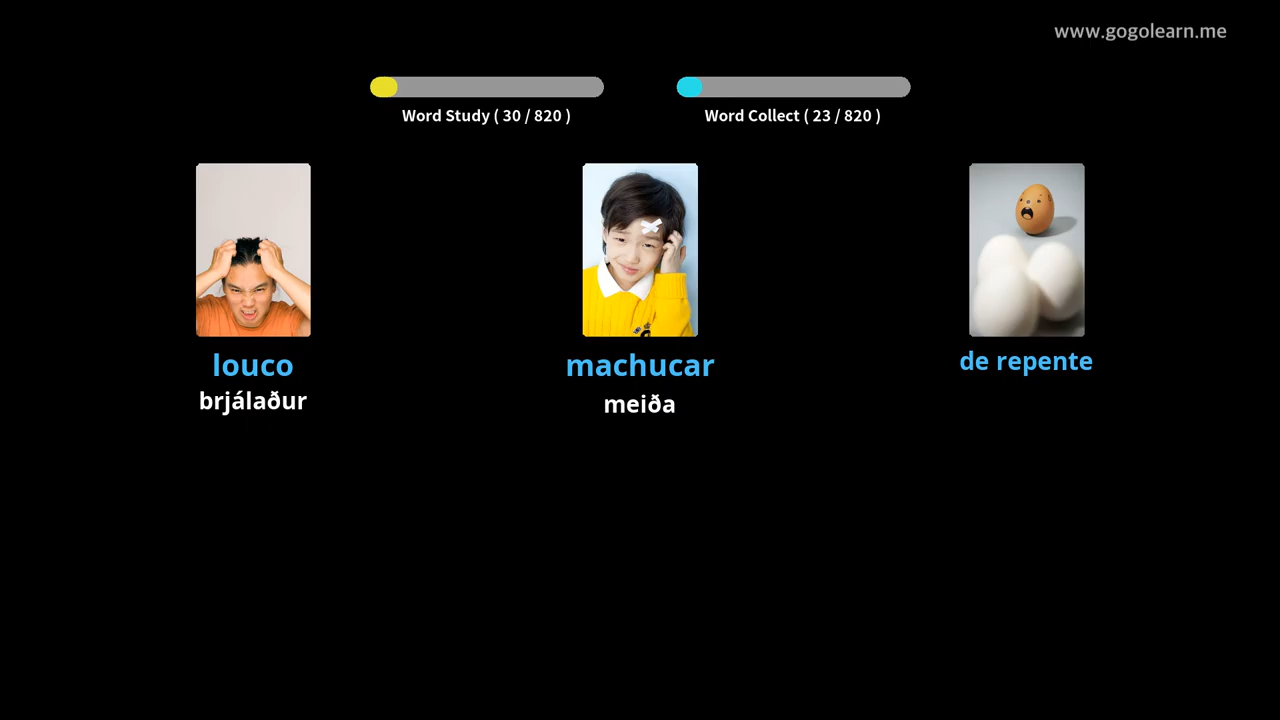 www.gogolearn.me
Word Study ( 30 / 820 )
Word Collect ( 23 / 820 )
louco
machucar
de repente
brjálaður
meiða